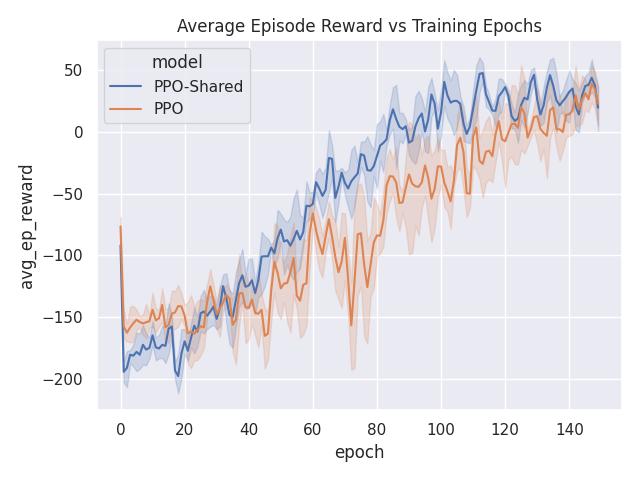 Average Episode Reward vs Training Epochs
model
PPO-Shared
PPO
avg_ep_reward
50
0
−50
−100
−150
−200
0 20 40 60 80 100 120 140
epoch